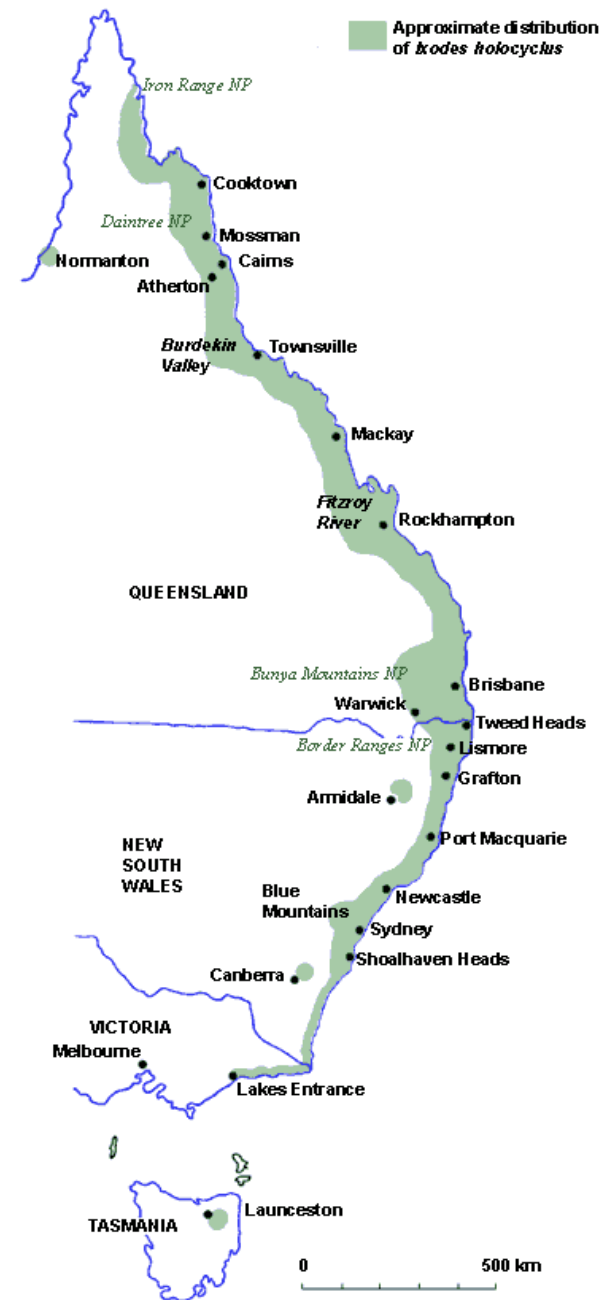 Approximate distribution
of Ixodes holocyclus
Iron Range NP
Cooktown
Daintree NP
Mossman
Normanton
Cairns
Atherton
Burdekin
Valley
Townsville
Mackay
Fitzroy
River
Rockhampton
QUEENSLAND
Bunya Mountains NP
Brisbane
Warwick
Tweed Heads
Border Ranges NP
Lismore
Grafton
Armidale
Port Macquarie
NEW
SOUTH
WALES
Blue
Mountains
Newcastle
Sydney
Shoalhaven Heads
Canberra
VICTORIA
Melbourne
Lakes Entrance
Launceston
TASMANIA
0
500 km